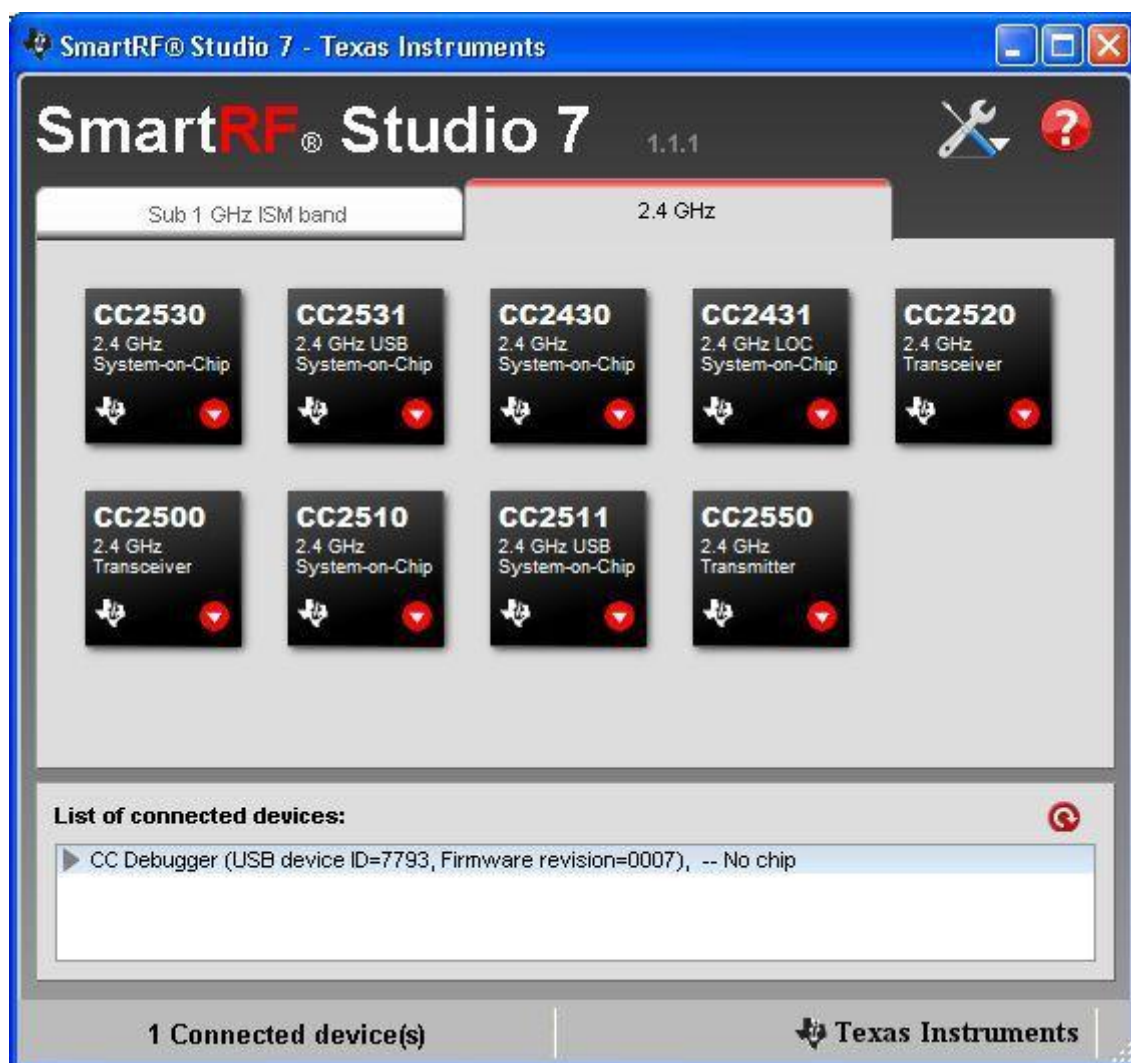 SmartRF® Studio 7 - Texas Instruments
SmartRF® Studio 7 1.1.1
Sub 1 GHz ISM band
2.4 GHz
CC2530
2.4 GHz
System-on-Chip
CC2531
2.4 GHz USB
System-on-Chip
CC2430
2.4 GHz
System-on-Chip
CC2431
2.4 GHz LOC
System-on-Chip
CC2520
2.4 GHz
Transceiver
CC2500
2.4 GHz
Transceiver
CC2510
2.4 GHz
System-on-Chip
CC2511
2.4 GHz USB
System-on-Chip
CC2550
2.4 GHz
Transmitter
List of connected devices:
CC Debugger (USB device ID=7793, Firmware revision=0007), -- No chip
1 Connected device(s)
Texas Instruments